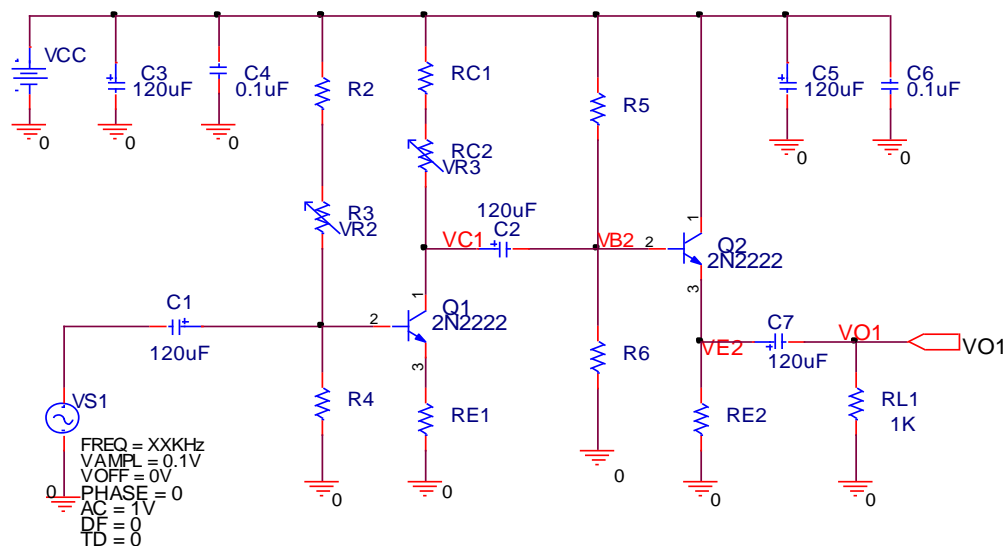 VCC
C3
120uF
C4
0.1uF
R2
RC1
R5
C5
120uF
C6
0.1uF
0
0
0
0
0
RC2
VR3
R3
VR2
120uF
C2
VC1
VB2
2
1
Q2
2N2222
3
C1
120uF
2
1
Q1
2N2222
3
VE2
C7
120uF
VO1
VO1
R6
R4
RE1
RE2
RL1
1K
VS1
FREQ = XXKHz
VAMPL = 0.1V
VOFF = 0V
PHASE = 0
AC = 1V
DF = 0
TD = 0
0
0
0
0
0
0